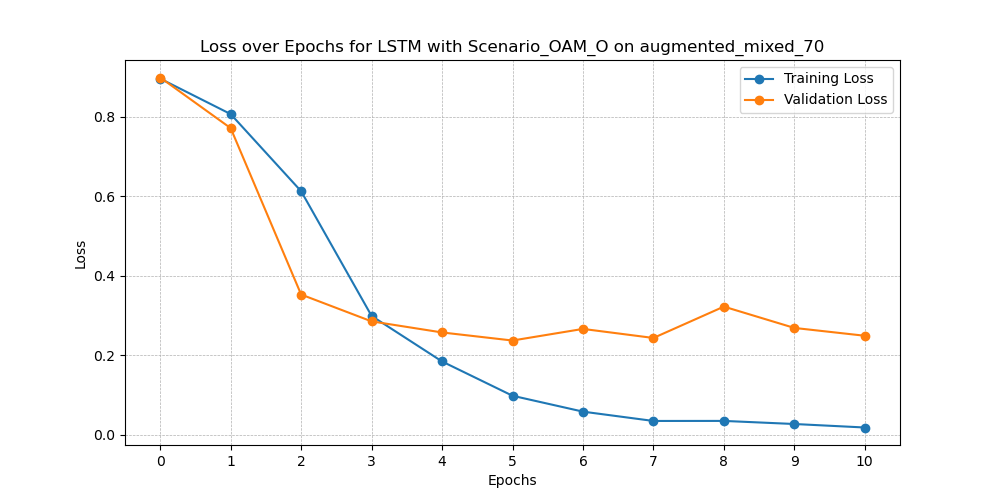 Loss over Epochs for LSTM with Scenario_OAM_O on augmented_mixed_70
Training Loss
Validation Loss
Loss
0.8
0.6
0.4
0.2
0.0
0 1 2 3 4 5 6 7 8 9 10
Epochs